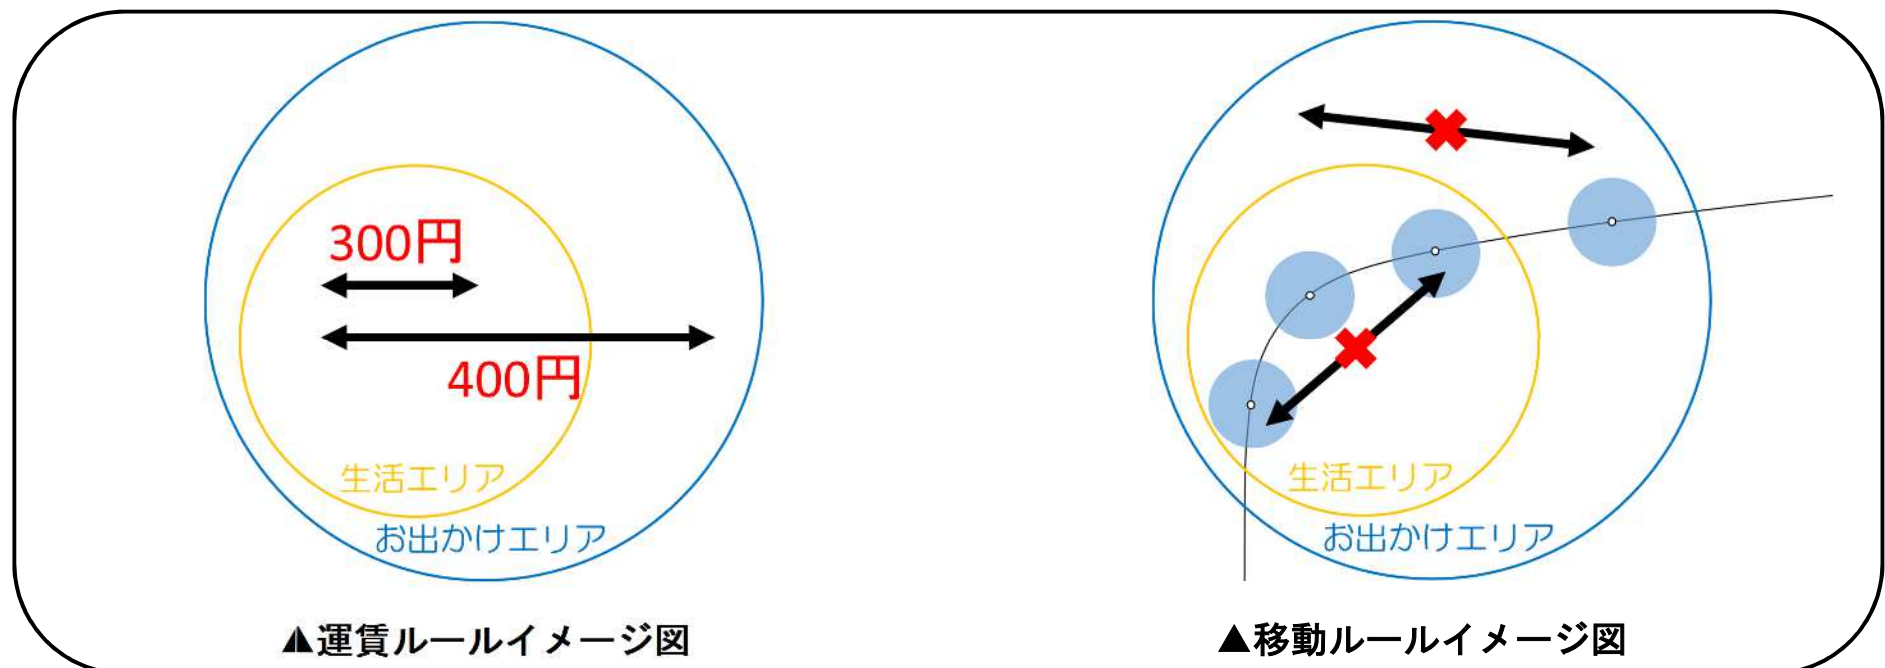 300円
400円
生活エリア
お出かけエリア
▲運賃ルールイメージ図
生活エリア
お出かけエリア
▲移動ルールイメージ図